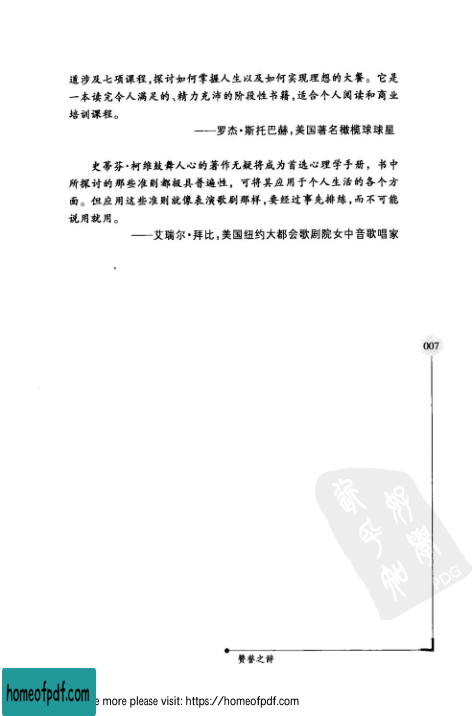 道涉及七项课程,探讨如何掌握人生以及如何实现理想的大餐。它是
一本读完令人满足的、精力充沛的阶段性书籍,适合个人阅读和商业
培训课程。
——罗杰·斯托巴赫,美国著名橄榄球球星
史蒂芬·柯维鼓舞人心的著作无疑将成为首选心理学手册,书中
所探讨的那些准则都极具普遍性,可将其应用于个人生活的各个方
面。但应用这些准则就像表演歌剧那样,要经过事先排练,而不可能
说用就用。
——艾瑞尔·拜比,美国纽约大都会歌剧院女中音歌唱家
007
PDG
赞誉之辞
homeofpdf.com
e more please visit: https://homeofpdf.com